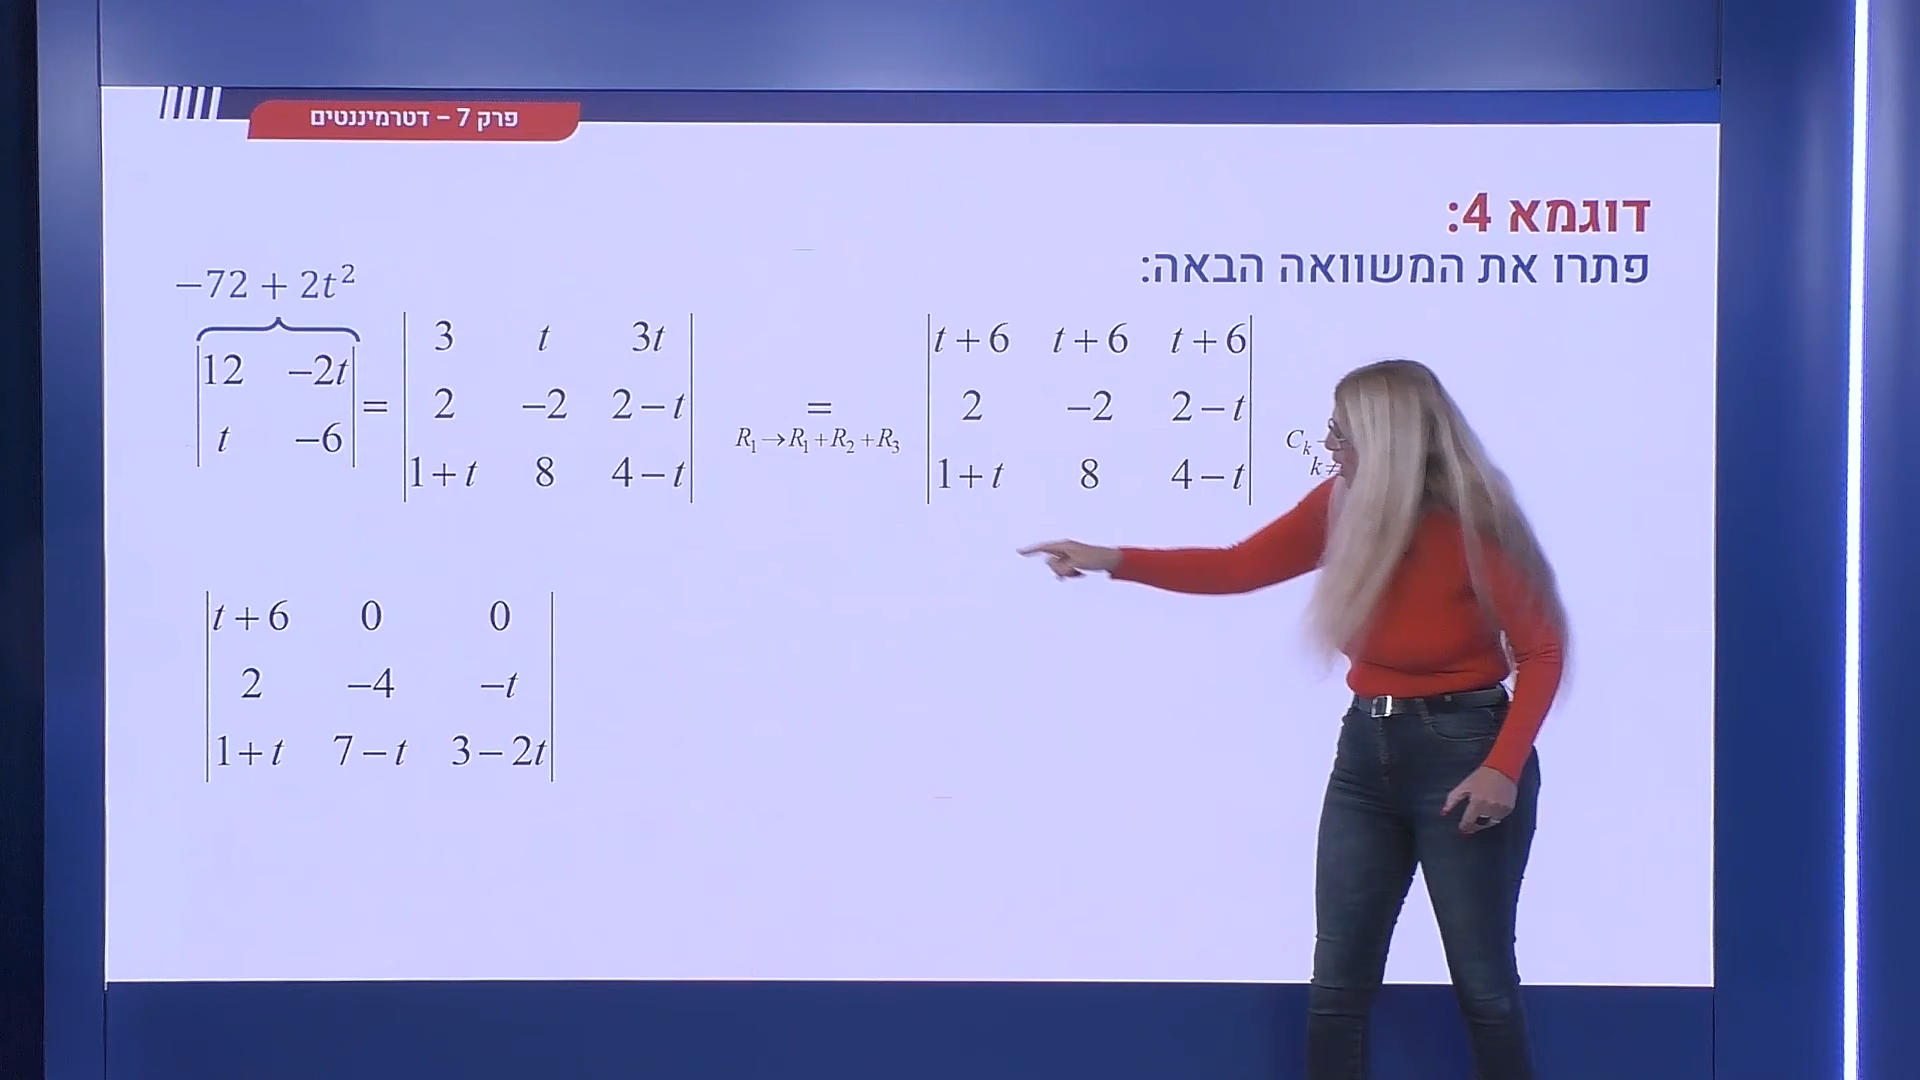 פרק 7 – דטרמיננטים
דוגמא 4:
פתרו את המשוואה הבאה:
−72 + 2t²
|12 −2t|
|t −6|
=
|3 t 3t|
|2 −2 2−t|
|1+t 8 4−t|
=
R₁→R₁+R₂+R₃
|t+6 t+6 t+6|
|2 −2 2−t|
|1+t 8 4−t|
Cₖ
k≠
|t+6 0 0|
|2 −4 −t|
|1+t 7−t 3−2t|